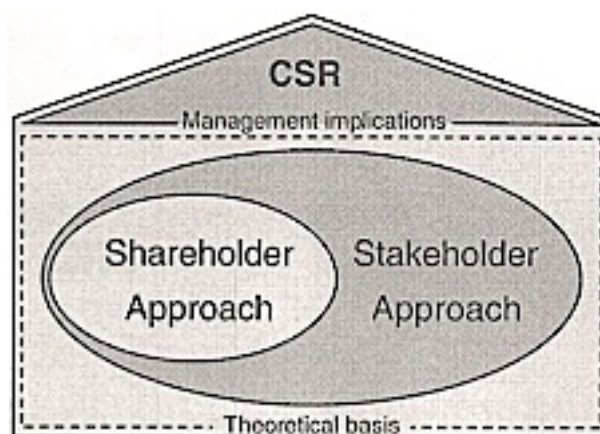 CSR
Management implications
Shareholder Stakeholder
Approach Approach
Theoretical basis